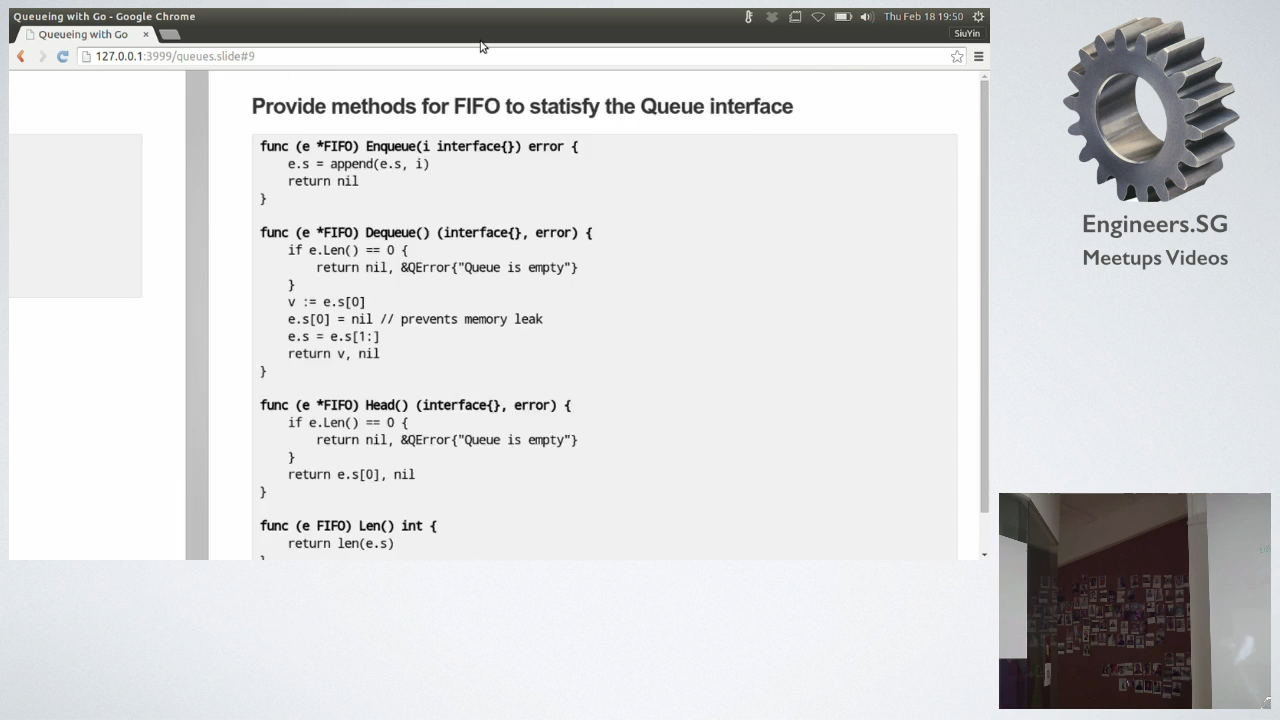 Queueing with Go - Google Chrome
Thu Feb 18 19:50
Queueing with Go
SiuYin
127.0.0.1:3999/queues.slide#9
Provide methods for FIFO to statisfy the Queue interface
func (e *FIFO) Enqueue(i interface{}) error {
e.s = append(e.s, i)
return nil
}
func (e *FIFO) Dequeue() (interface{}, error) {
if e.Len() == 0 {
return nil, &QError{"Queue is empty"}
}
v := e.s[0]
e.s[0] = nil // prevents memory leak
e.s = e.s[1:]
return v, nil
}
func (e *FIFO) Head() (interface{}, error) {
if e.Len() == 0 {
return nil, &QError{"Queue is empty"}
}
return e.s[0], nil
}
func (e FIFO) Len() int {
return len(e.s)
}
Engineers.SG
Meetups Videos